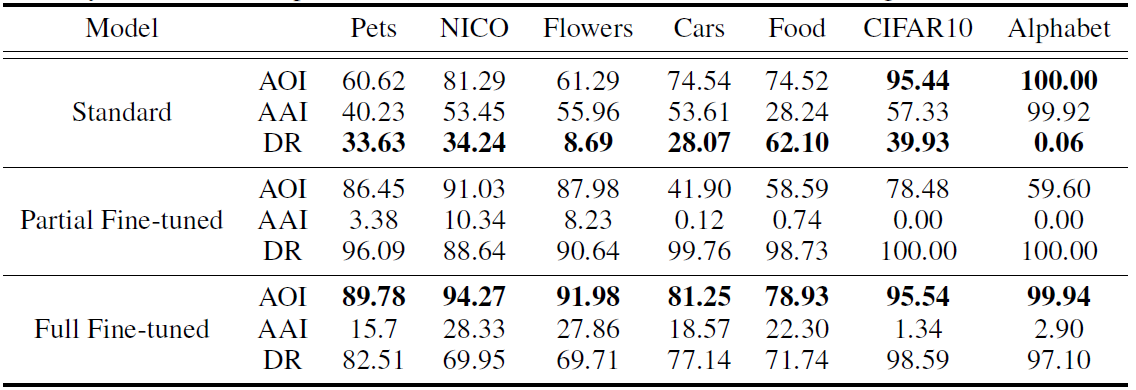 Model Pets NICO Flowers Cars Food CIFAR10 Alphabet
AOI 60.62 81.29 61.29 74.54 74.52 95.44 100.00
Standard AAI 40.23 53.45 55.96 53.61 28.24 57.33 99.92
DR 33.63 34.24 8.69 28.07 62.10 39.93 0.06
AOI 86.45 91.03 87.98 41.90 58.59 78.48 59.60
Partial Fine-tuned AAI 3.38 10.34 8.23 0.12 0.74 0.00 0.00
DR 96.09 88.64 90.64 99.76 98.73 100.00 100.00
AOI 89.78 94.27 91.98 81.25 78.93 95.54 99.94
Full Fine-tuned AAI 15.7 28.33 27.86 18.57 22.30 1.34 2.90
DR 82.51 69.95 69.71 77.14 71.74 98.59 97.10